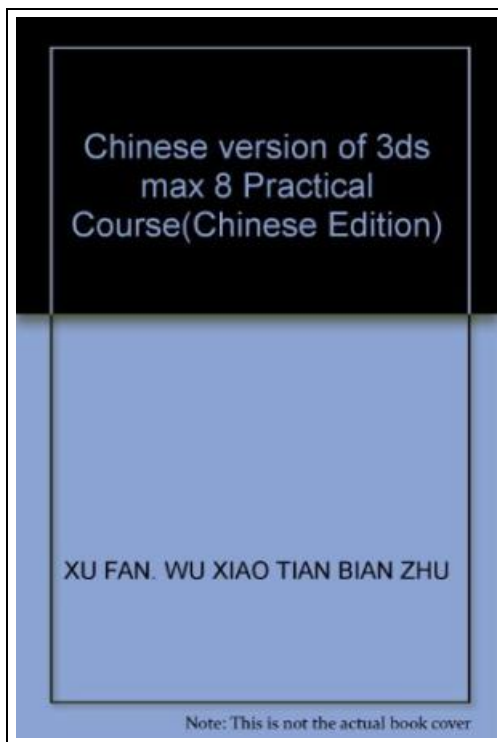 Chinese version of 3ds
max 8 Practical
Course(Chinese Edition)
XU FAN. WU XIAO TIAN BIAN ZHU
Note: This is not the actual book cover